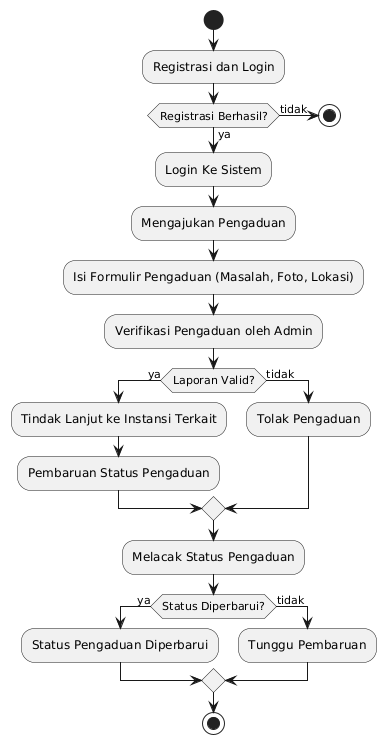 Registrasi dan Login
Registrasi Berhasil?
tidak
ya
Login Ke Sistem
Mengajukan Pengaduan
Isi Formulir Pengaduan (Masalah, Foto, Lokasi)
Verifikasi Pengaduan oleh Admin
ya
Laporan Valid?
tidak
Tindak Lanjut ke Instansi Terkait
Tolak Pengaduan
Pembaruan Status Pengaduan
Melacak Status Pengaduan
ya
Status Diperbarui?
tidak
Status Pengaduan Diperbarui
Tunggu Pembaruan